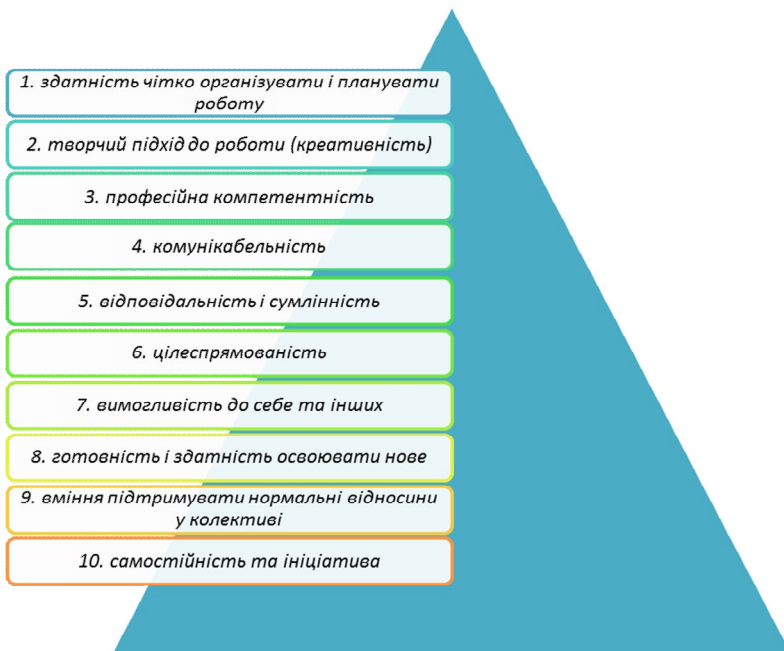 1. здатність чітко організувати і планувати
роботу
2. творчий підхід до роботи (креативність)
3. професійна компетентність
4. комунікабельність
5. відповідальність і сумлінність
6. цілеспрямованість
7. вимогливість до себе та інших
8. готовність і здатність освоювати нове
9. вміння підтримувати нормальні відносини
у колективі
10. самостійність та ініціатива